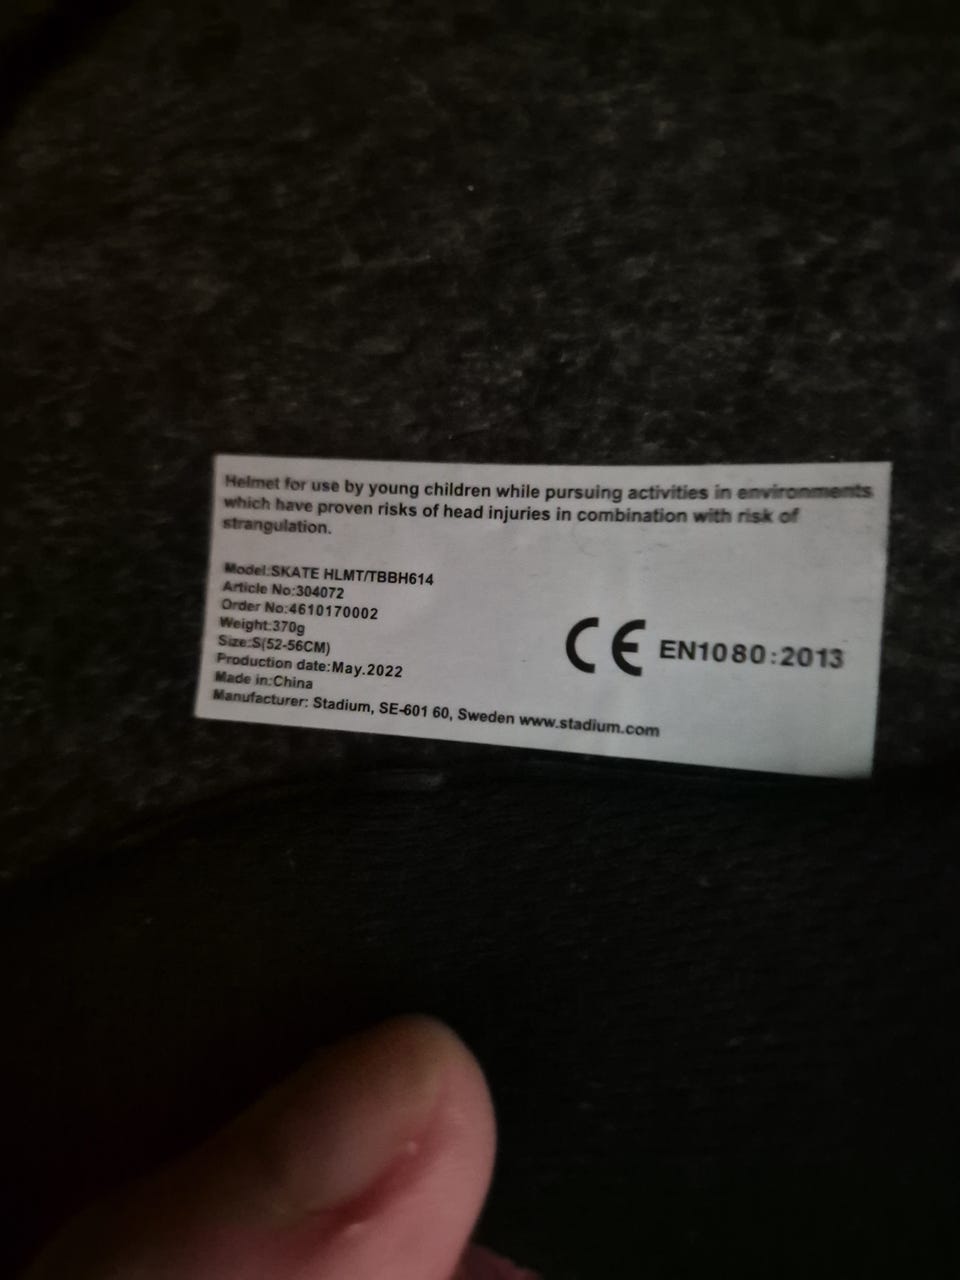 Helmet for use by young children while pursuing activities in environments
which have proven risks of head injuries in combination with risk of
strangulation.
Model:SKATE HLMT/TBBH614
Article No:304072
Order No:4610170002
Weight:370g
Size:S(52-56CM)
Production date:May.2022
Made in:China
Manufacturer: Stadium, SE-601 60, Sweden www.stadium.com
CE EN1080:2013